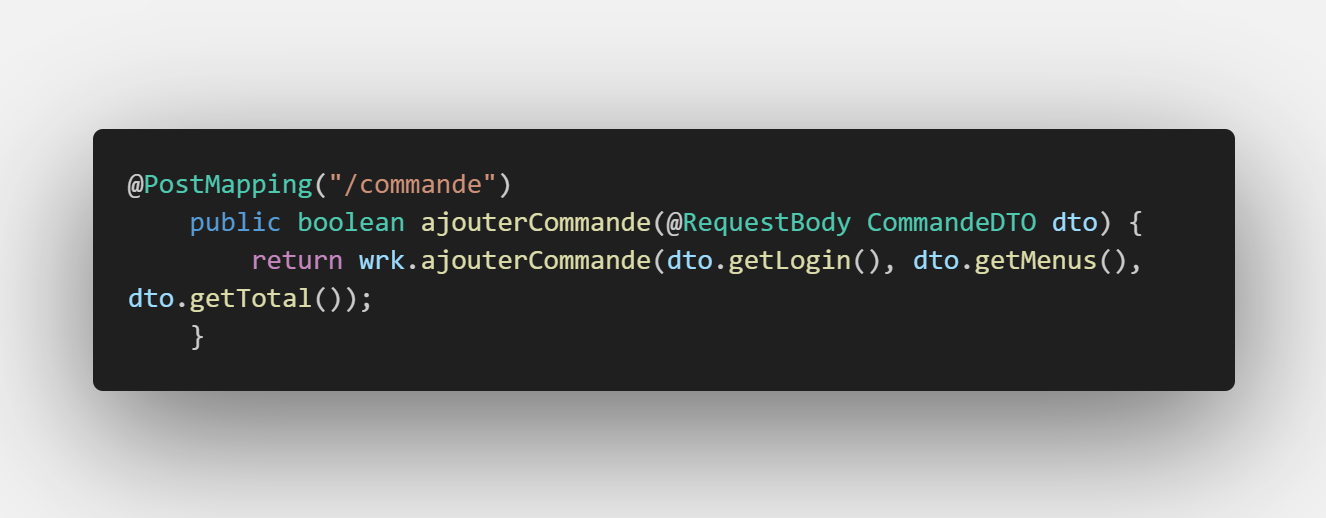 @PostMapping("/commande")
    public boolean ajouterCommande(@RequestBody CommandeDTO dto) {
        return wrk.ajouterCommande(dto.getLogin(), dto.getMenus(),
dto.getTotal());
    }